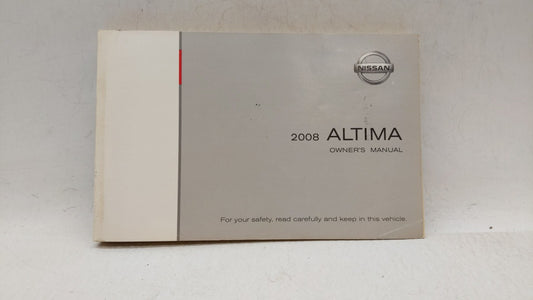 NISSAN
2008 ALTIMA
OWNER'S MANUAL
For your safety, read carefully and keep in this vehicle.